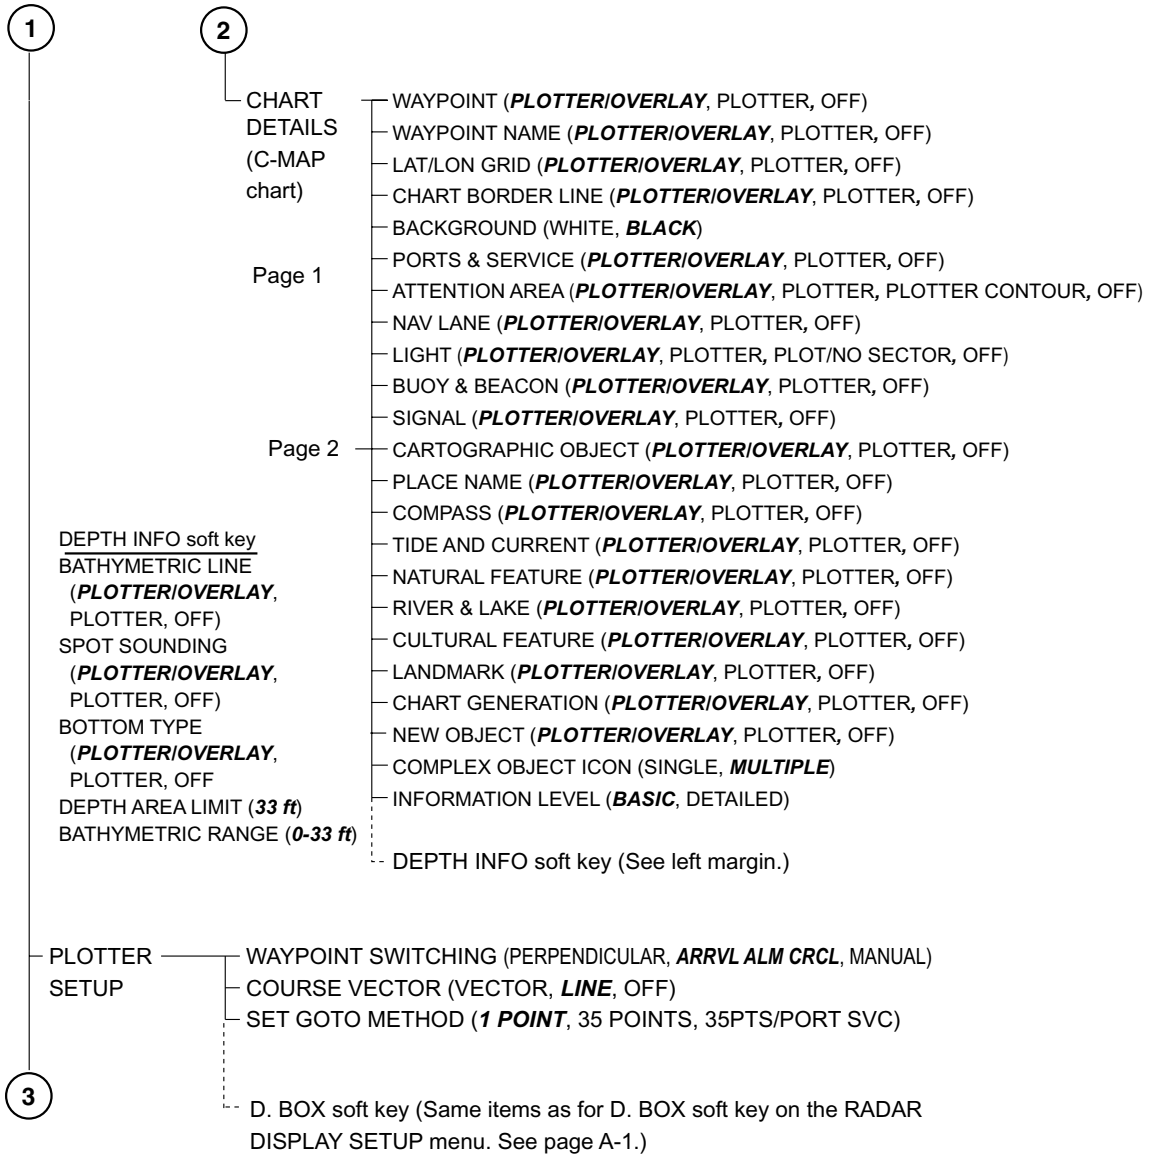 1
2
CHART
DETAILS
(C-MAP
chart)
Page 1
Page 2
WAYPOINT (PLOTTER/OVERLAY, PLOTTER, OFF)
WAYPOINT NAME (PLOTTER/OVERLAY, PLOTTER, OFF)
LAT/LON GRID (PLOTTER/OVERLAY, PLOTTER, OFF)
CHART BORDER LINE (PLOTTER/OVERLAY, PLOTTER, OFF)
BACKGROUND (WHITE, BLACK)
PORTS & SERVICE (PLOTTER/OVERLAY, PLOTTER, OFF)
ATTENTION AREA (PLOTTER/OVERLAY, PLOTTER, PLOTTER CONTOUR, OFF)
NAV LANE (PLOTTER/OVERLAY, PLOTTER, OFF)
LIGHT (PLOTTER/OVERLAY, PLOTTER, PLOT/NO SECTOR, OFF)
BUOY & BEACON (PLOTTER/OVERLAY, PLOTTER, OFF)
SIGNAL (PLOTTER/OVERLAY, PLOTTER, OFF)
CARTOGRAPHIC OBJECT (PLOTTER/OVERLAY, PLOTTER, OFF)
PLACE NAME (PLOTTER/OVERLAY, PLOTTER, OFF)
COMPASS (PLOTTER/OVERLAY, PLOTTER, OFF)
TIDE AND CURRENT (PLOTTER/OVERLAY, PLOTTER, OFF)
NATURAL FEATURE (PLOTTER/OVERLAY, PLOTTER, OFF)
RIVER & LAKE (PLOTTER/OVERLAY, PLOTTER, OFF)
CULTURAL FEATURE (PLOTTER/OVERLAY, PLOTTER, OFF)
LANDMARK (PLOTTER/OVERLAY, PLOTTER, OFF)
CHART GENERATION (PLOTTER/OVERLAY, PLOTTER, OFF)
NEW OBJECT (PLOTTER/OVERLAY, PLOTTER, OFF)
COMPLEX OBJECT ICON (SINGLE, MULTIPLE)
INFORMATION LEVEL (BASIC, DETAILED)
DEPTH INFO soft key (See left margin.)
DEPTH INFO soft key
BATHYMETRIC LINE
(PLOTTER/OVERLAY,
PLOTTER, OFF)
SPOT SOUNDING
(PLOTTER/OVERLAY,
PLOTTER, OFF)
BOTTOM TYPE
(PLOTTER/OVERLAY,
PLOTTER, OFF
DEPTH AREA LIMIT (33 ft)
BATHYMETRIC RANGE (0-33 ft)
PLOTTER
SETUP
WAYPOINT SWITCHING (PERPENDICULAR, ARRVL ALM CRCL, MANUAL)
COURSE VECTOR (VECTOR, LINE, OFF)
SET GOTO METHOD (1 POINT, 35 POINTS, 35PTS/PORT SVC)
3
D. BOX soft key (Same items as for D. BOX soft key on the RADAR
DISPLAY SETUP menu. See page A-1.)